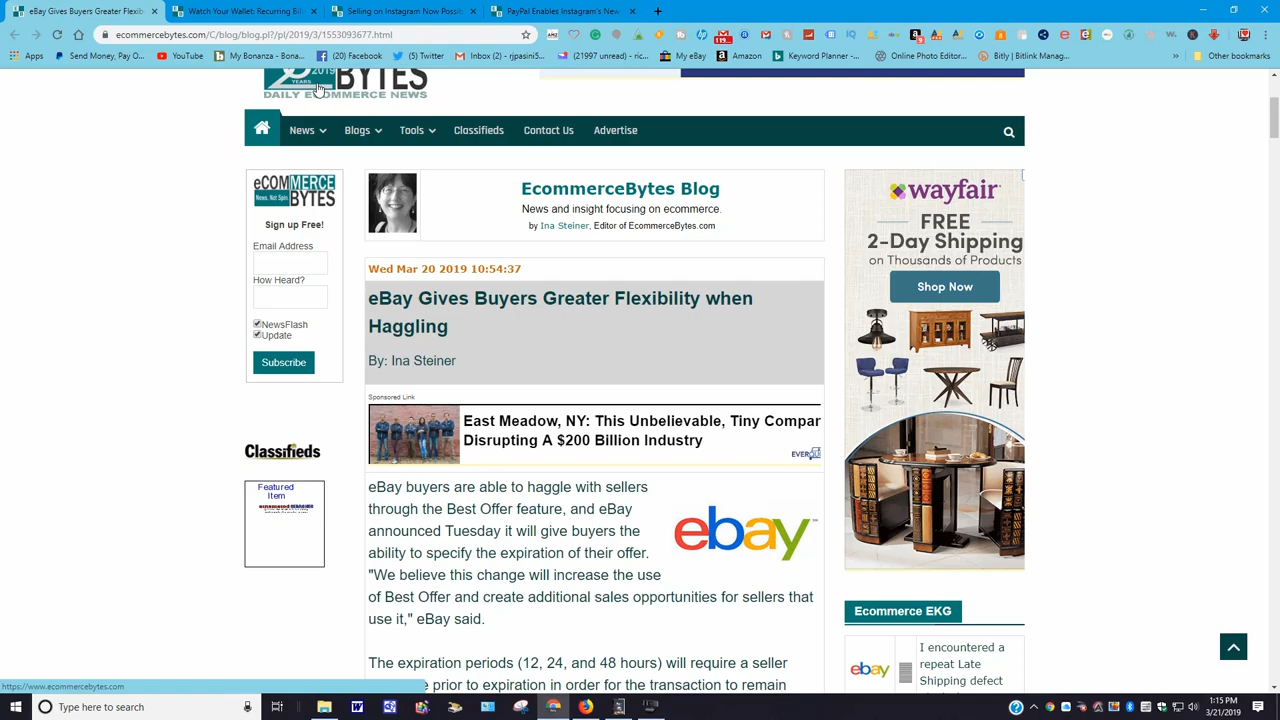 eBay Gives Buyers Greater Flexibi
Watch Your Wallet: Recurring Bill
Selling on Instagram Now Possib
PayPal Enables Instagram's New
ecommercebytes.com/C/blog/blog.pl?/pl/2019/3/1553093677.html
Apps
Send Money, Pay O...
YouTube
My Bonanza - Bona...
(20) Facebook
(5) Twitter
Inbox (2) - rjpasini5...
(21997 unread) - ric...
My eBay
Amazon
Keyword Planner -...
Online Photo Editor...
Bitly | Bitlink Manag...
Other bookmarks
2019
YEARS
BYTES
DAILY ECOMMERCE NEWS
News
Blogs
Tools
Classifieds
Contact Us
Advertise
eCOMMERCE
News. Not Spin.
BYTES
Sign up Free!
Email Address
How Heard?
NewsFlash
Update
Subscribe
Classifieds
Featured
Item
EcommerceBytes Blog
News and insight focusing on ecommerce.
by Ina Steiner, Editor of EcommerceBytes.com
Wed Mar 20 2019 10:54:37
eBay Gives Buyers Greater Flexibility when
Haggling
By: Ina Steiner
Sponsored Link
East Meadow, NY: This Unbelievable, Tiny Compar
Disrupting A $200 Billion Industry
EVERQUO
eBay buyers are able to haggle with sellers
through the Best Offer feature, and eBay
announced Tuesday it will give buyers the
ability to specify the expiration of their offer.
"We believe this change will increase the use
of Best Offer and create additional sales opportunities for sellers that
use it," eBay said.
ebay
The expiration periods (12, 24, and 48 hours) will require a seller
prior to expiration in order for the transaction to remain
wayfair
FREE
2-Day Shipping
on Thousands of Products
Shop Now
Ecommerce EKG
ebay
I encountered a
repeat Late
Shipping defect
https://www.ecommercebytes.com
Type here to search
1:15 PM
3/21/2019